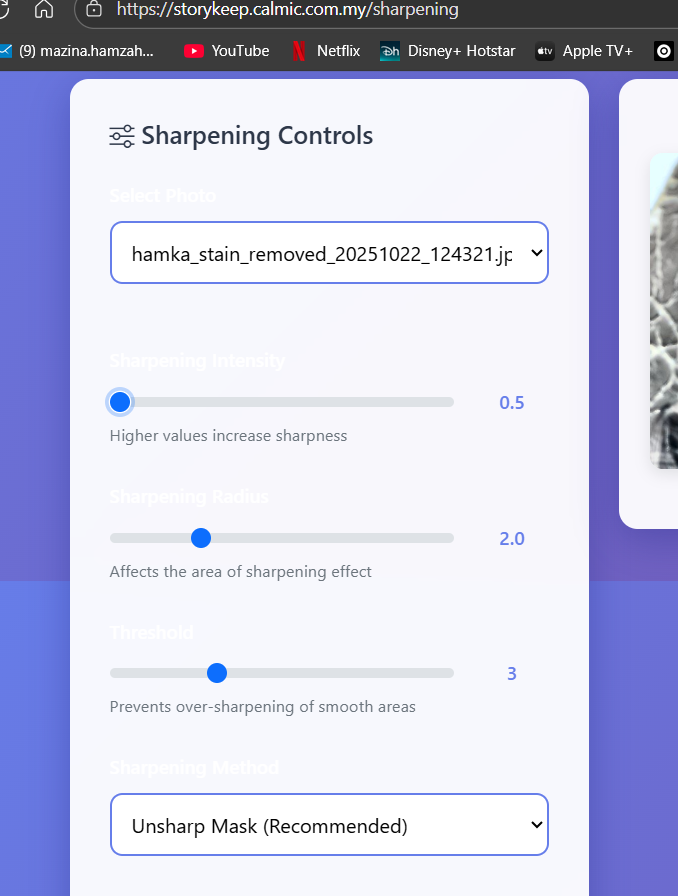 https://storykeep.calmic.com.my/sharpening
(9) mazina.hamzah... YouTube Netflix Disney+ Hotstar Apple TV+
Sharpening Controls
Select Photo
hamka_stain_removed_20251022_124321.jp
Sharpening Intensity
0.5
Higher values increase sharpness
Sharpening Radius
2.0
Affects the area of sharpening effect
Threshold
3
Prevents over-sharpening of smooth areas
Sharpening Method
Unsharp Mask (Recommended)